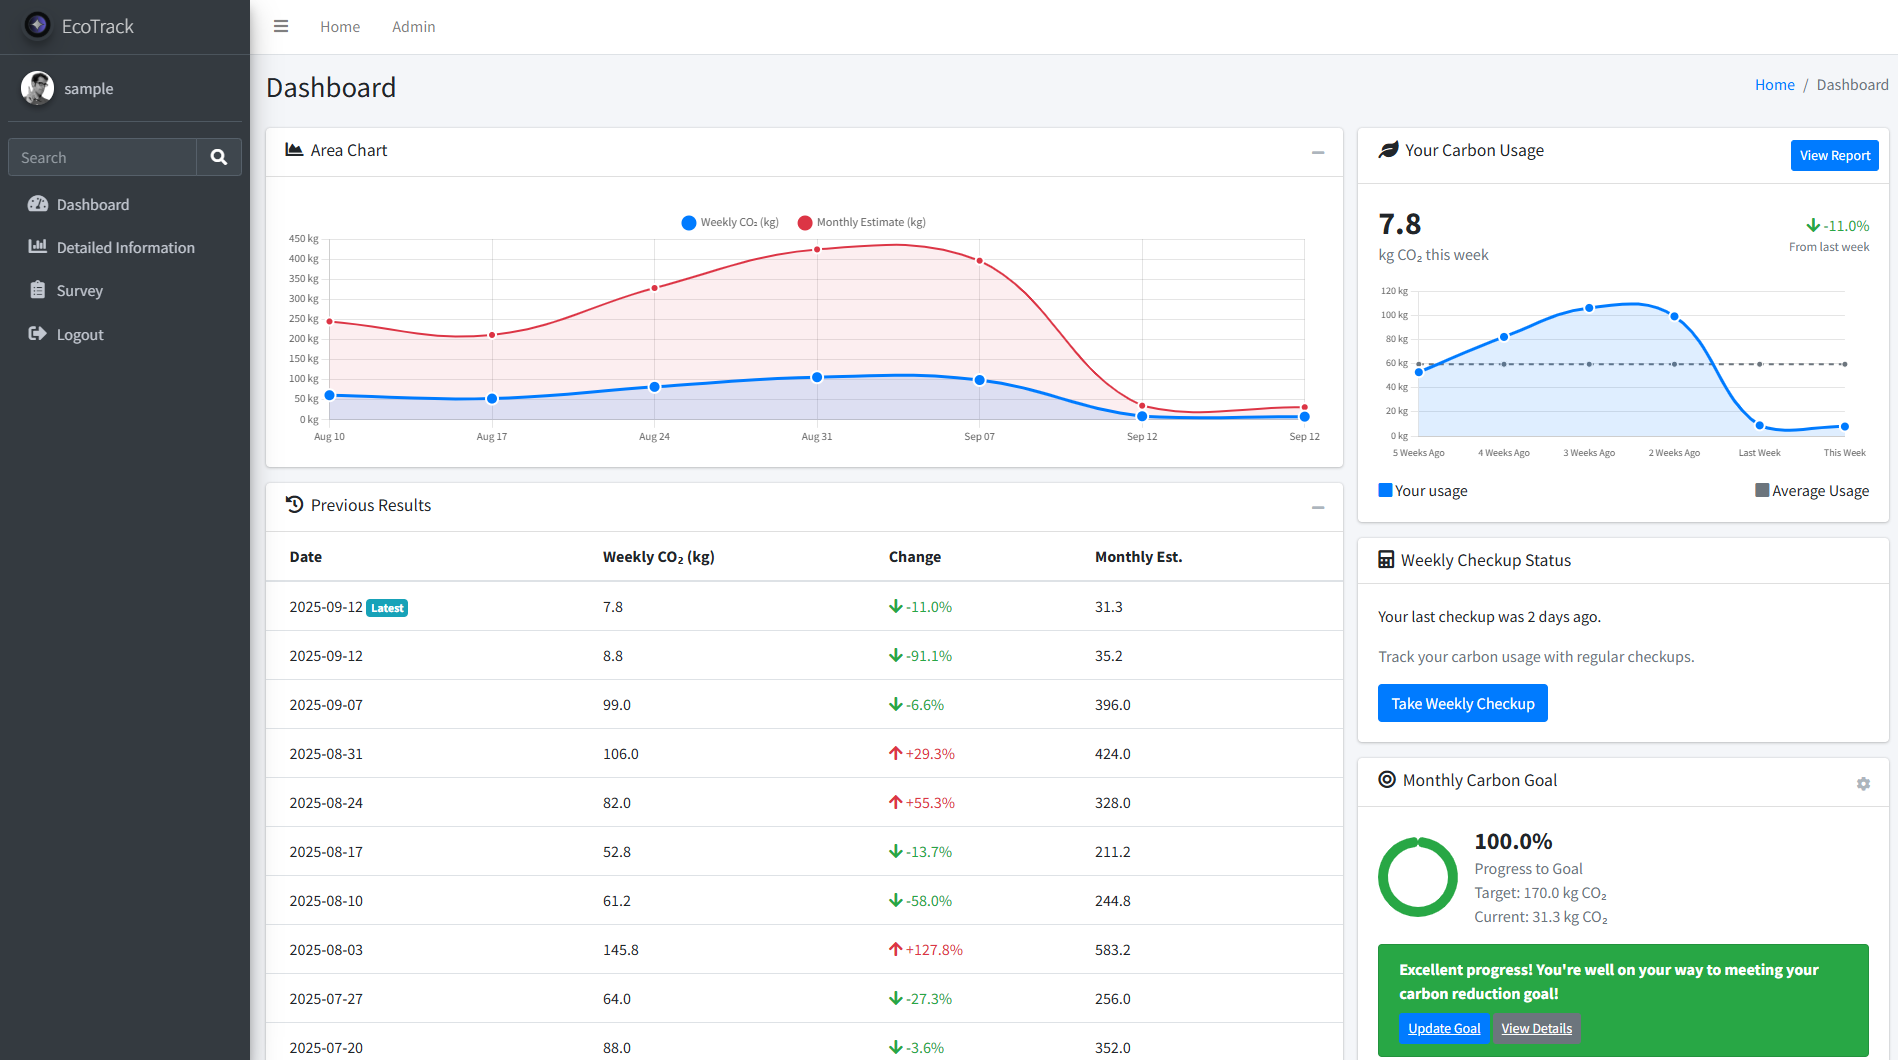 EcoTrack
Home
Admin
sample
Search
Dashboard
Detailed Information
Survey
Logout
Dashboard
Home / Dashboard
Area Chart
Weekly CO₂ (kg)
Monthly Estimate (kg)
450 kg
400 kg
350 kg
300 kg
250 kg
200 kg
150 kg
100 kg
50 kg
0 kg
Aug 10 Aug 17 Aug 24 Aug 31 Sep 07 Sep 12 Sep 12
Previous Results
Date Weekly CO₂ (kg) Change Monthly Est.
2025-09-12 Latest 7.8 -11.0% 31.3
2025-09-12 8.8 -91.1% 35.2
2025-09-07 99.0 -6.6% 396.0
2025-08-31 106.0 +29.3% 424.0
2025-08-24 82.0 +55.3% 328.0
2025-08-17 52.8 -13.7% 211.2
2025-08-10 61.2 -58.0% 244.8
2025-08-03 145.8 +127.8% 583.2
2025-07-27 64.0 -27.3% 256.0
2025-07-20 88.0 -3.6% 352.0
Your Carbon Usage
View Report
7.8
kg CO₂ this week
-11.0%
From last week
120 kg
100 kg
80 kg
60 kg
40 kg
20 kg
0 kg
5 Weeks Ago 4 Weeks Ago 3 Weeks Ago 2 Weeks Ago Last Week This Week
Your usage
Average Usage
Weekly Checkup Status
Your last checkup was 2 days ago.
Track your carbon usage with regular checkups.
Take Weekly Checkup
Monthly Carbon Goal
100.0%
Progress to Goal
Target: 170.0 kg CO₂
Current: 31.3 kg CO₂
Excellent progress! You're well on your way to meeting your
carbon reduction goal!
Update Goal
View Details